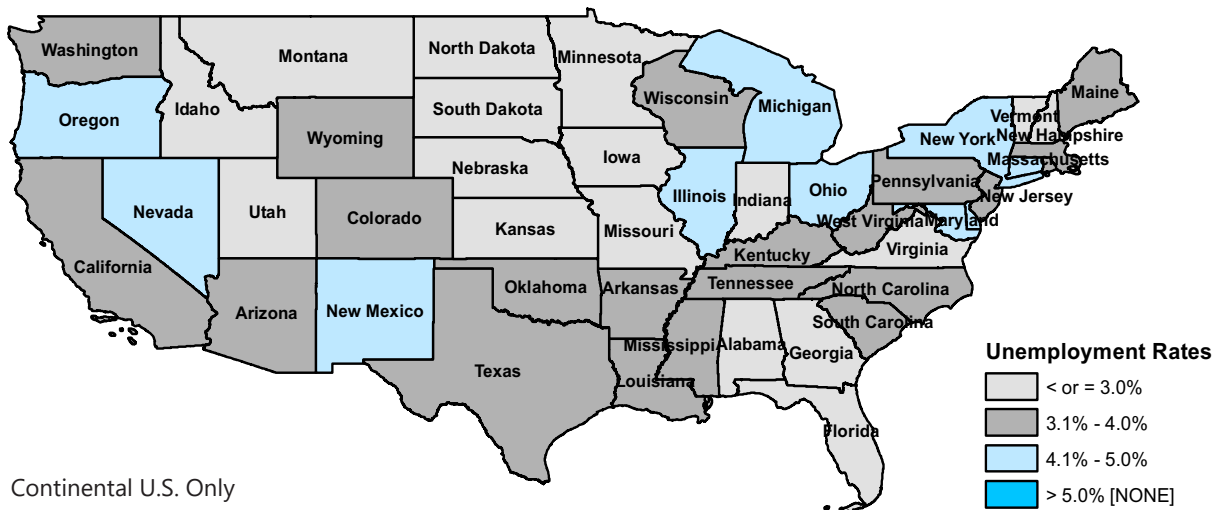 Washington
Montana
North Dakota
Minnesota
Maine
Oregon
Idaho
South Dakota
Wisconsin
Michigan
Vermont
New York
New Hampshire
Wyoming
Massachusetts
Iowa
Nebraska
Pennsylvania
Ohio
Illinois
Indiana
New Jersey
Nevada
Utah
Colorado
Kansas
Missouri
West Virginia
Maryland
Virginia
Kentucky
California
Tennessee
North Carolina
Oklahoma
Arkansas
Arizona
New Mexico
South Carolina
Mississippi
Alabama
Georgia
Texas
Louisiana
Florida
Unemployment Rates
< or = 3.0%
3.1% - 4.0%
4.1% - 5.0%
> 5.0% [NONE]
Continental U.S. Only